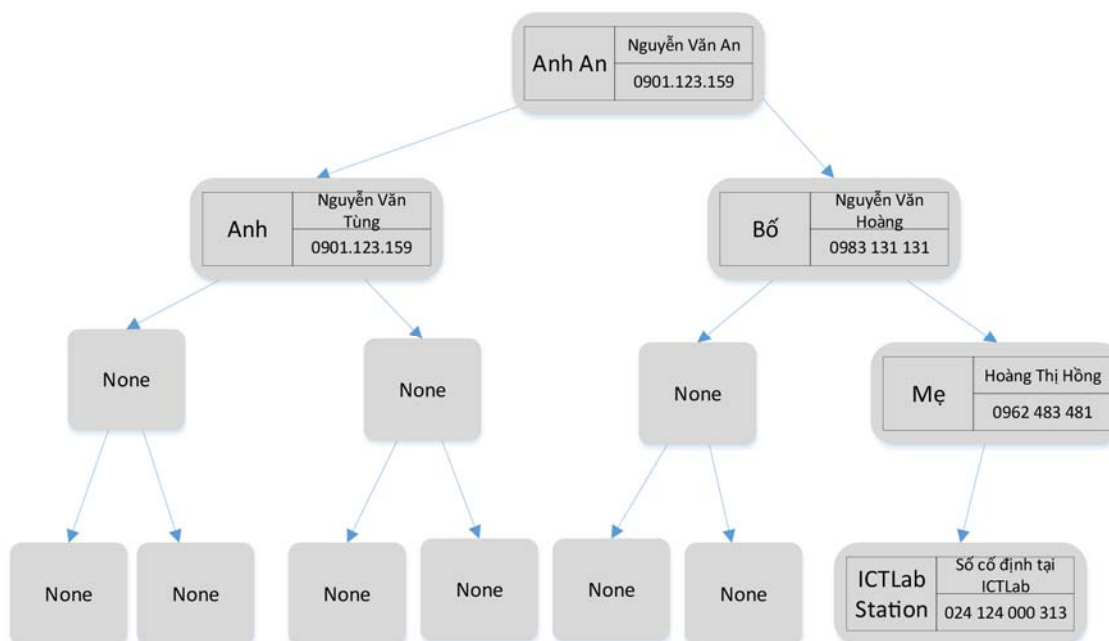 Anh An
Nguyễn Văn An
0901.123.159
Anh
Nguyễn Văn
Tùng
0901.123.159
Bố
Nguyễn Văn
Hoàng
0983 131 131
None
None
None
Mẹ
Hoàng Thị Hồng
0962 483 481
None
None
None
None
None
None
ICTLab
Station
Số cố định tại
ICTLab
024 124 000 313